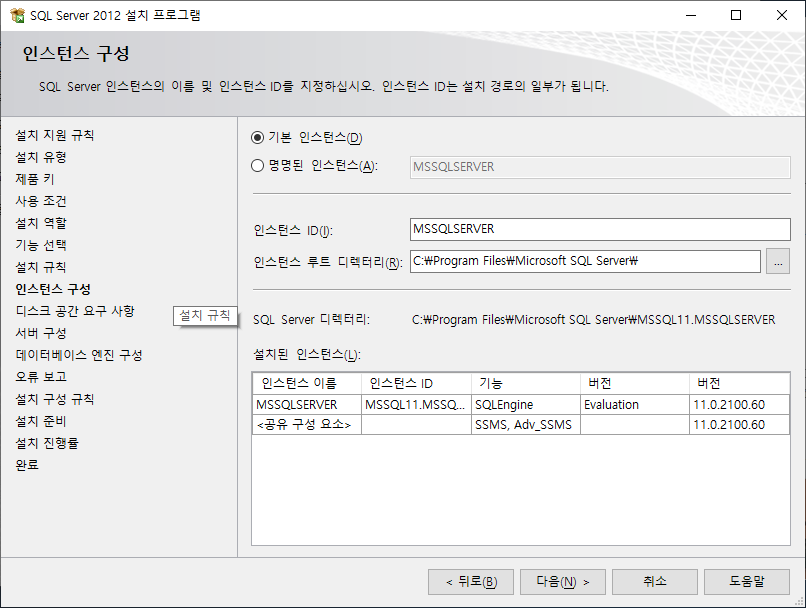 SQL Server 2012 설치 프로그램
인스턴스 구성
SQL Server 인스턴스의 이름 및 인스턴스 ID를 지정하십시오. 인스턴스 ID는 설치 경로의 일부가 됩니다.
설치 지원 규칙
설치 유형
제품 키
사용 조건
설치 역할
기능 선택
설치 규칙
인스턴스 구성
디스크 공간 요구 사항
서버 구성
데이터베이스 엔진 구성
오류 보고
설치 구성 규칙
설치 준비
설치 진행률
완료
설치 규칙
기본 인스턴스(D)
명명된 인스턴스(A): MSSQLSERVER
인스턴스 ID(I): MSSQLSERVER
인스턴스 루트 디렉터리(R): C:₩Program Files₩Microsoft SQL Server₩ ...
SQL Server 디렉터리: C:₩Program Files₩Microsoft SQL Server₩MSSQL11.MSSQLSERVER
설치된 인스턴스(L):
인스턴스 이름 인스턴스 ID 기능 버전 버전
MSSQLSERVER MSSQL11.MSSQ... SQLEngine Evaluation 11.0.2100.60
<공유 구성 요소> SSMS, Adv_SSMS 11.0.2100.60
< 뒤로(B) 다음(N) > 취소 도움말